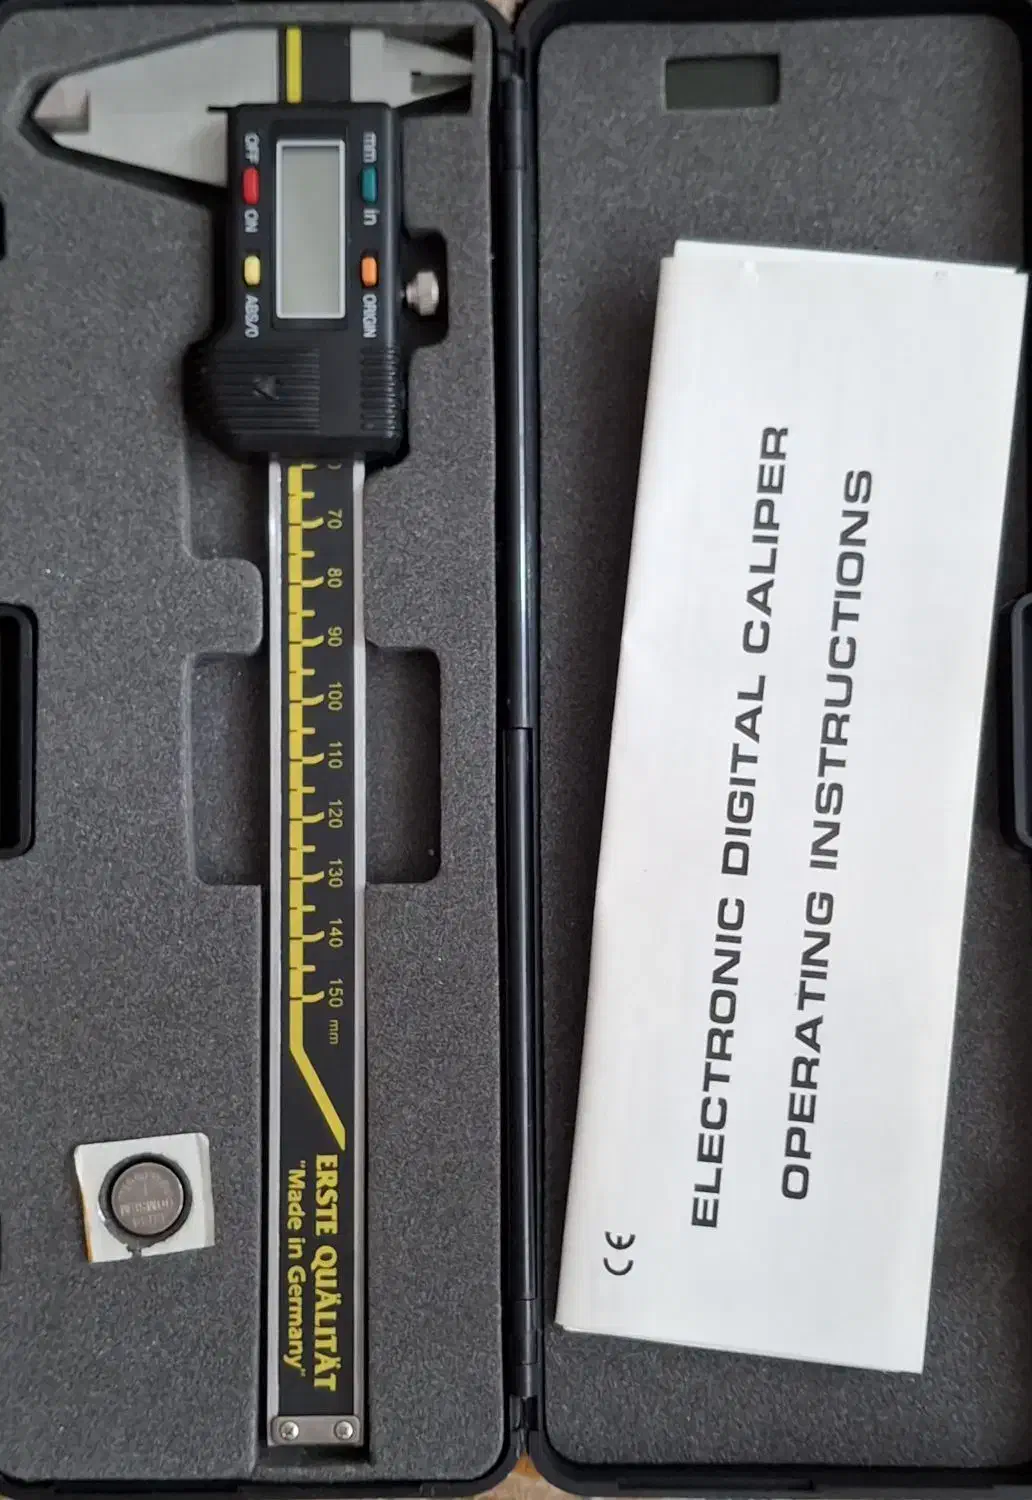 OFF ON
ABS/0
mm in
ORIGIN
70
80
90
100
110
120
130
140
150 mm
ERSTE QUÄLITÄT
"Made in Germany"
ELECTRONIC DIGITAL CALIPER
OPERATING INSTRUCTIONS
CE